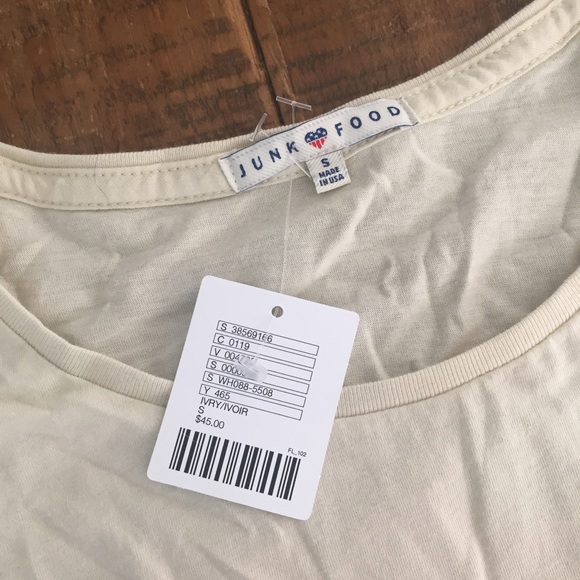 JUNK FOOD
S
MADE
IN USA
S 38569166
C 0119
V
S
S WH088-5508
Y 465
IVRY/IVOIR
S
$45.00
FL_102